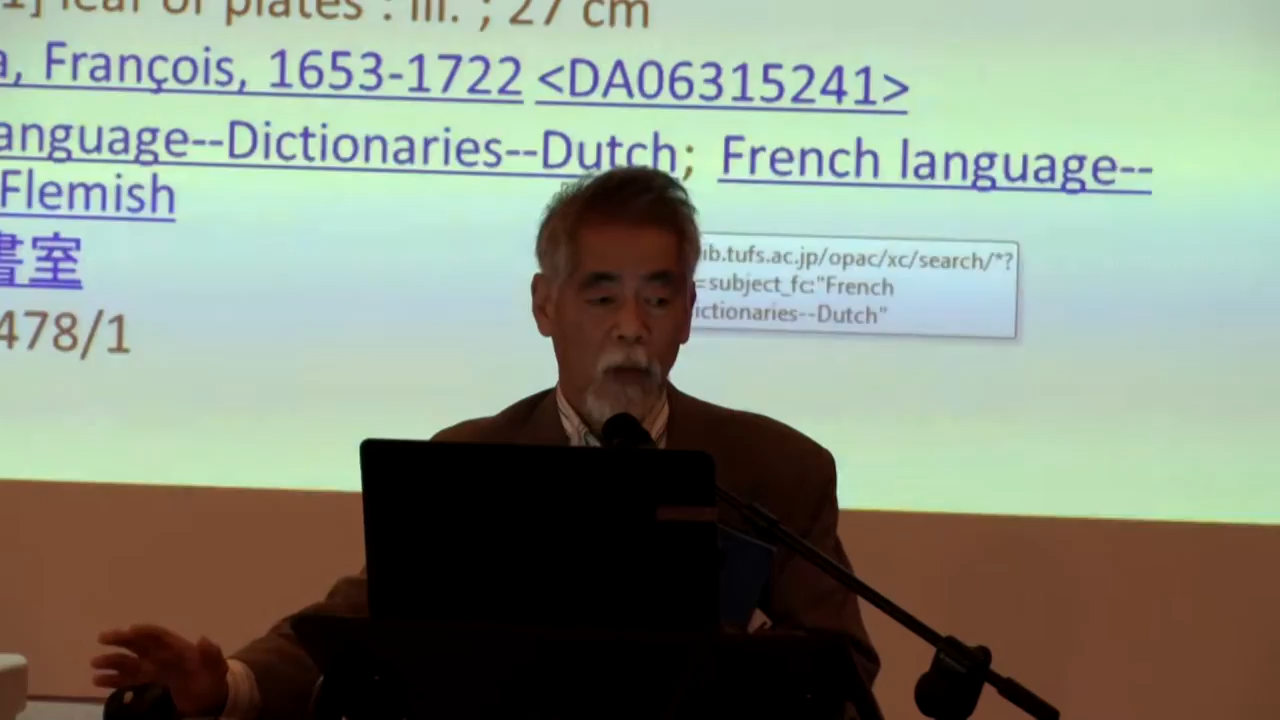 1] leaf of plates : ill. ; 27 cm
a, François, 1653-1722 <DA06315241>
anguage--Dictionaries--Dutch; French language--
Flemish
書室
478/1
ib.tufs.ac.jp/opac/xc/search/*?
=subject_fc:"French
ictionaries--Dutch"